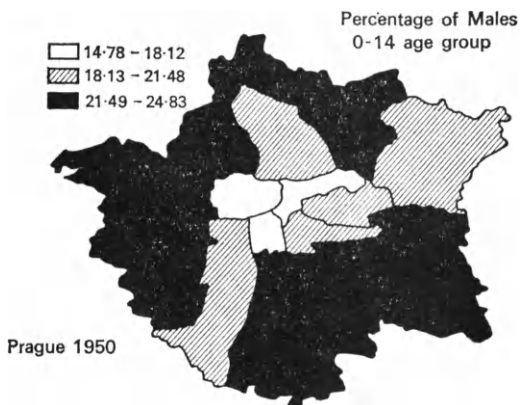 Percentage of Males
0-14 age group
14·78 - 18·12
18·13 - 21·48
21·49 - 24·83
Prague 1950